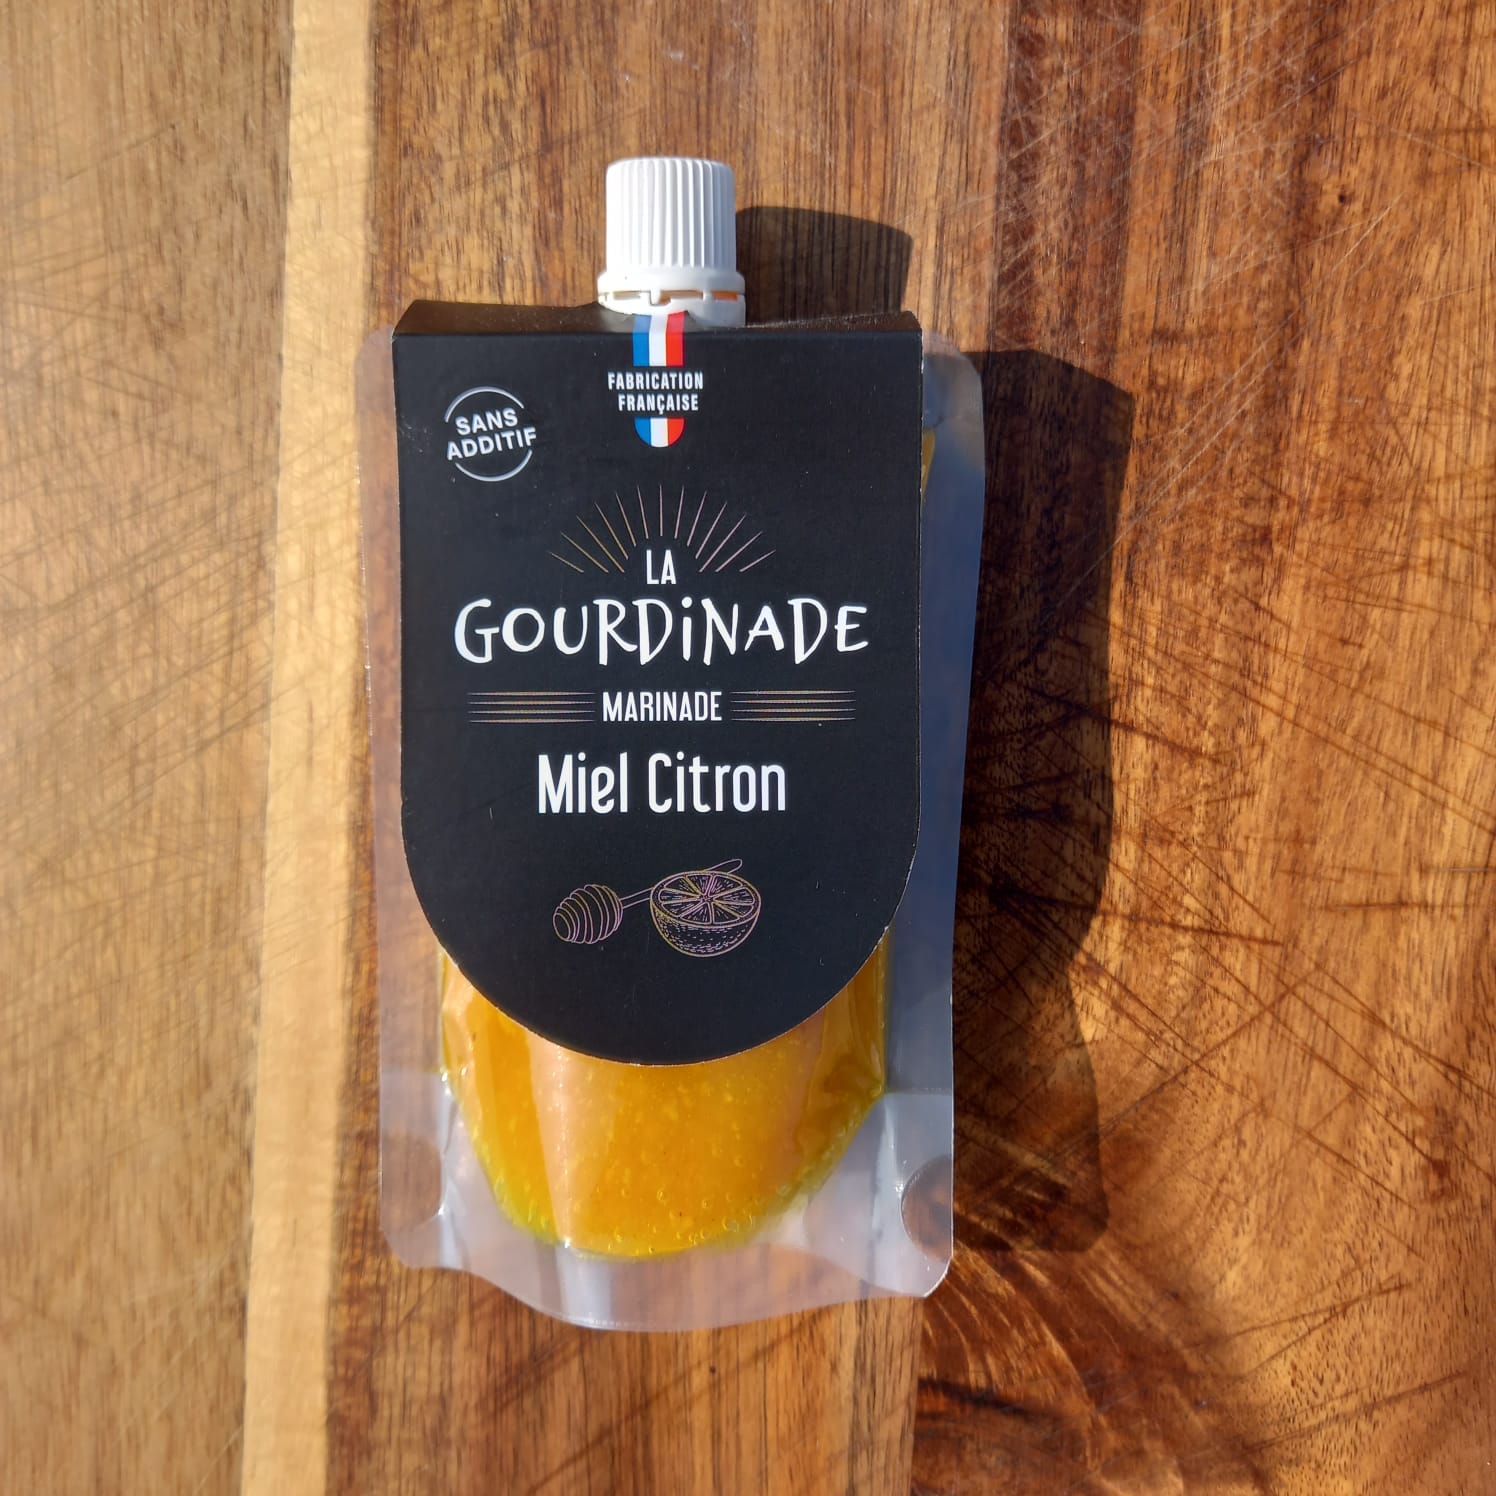 FABRICATION
FRANÇAISE
SANS
ADDITIF
LA
GOURDiNADE
MARINADE
Miel Citron